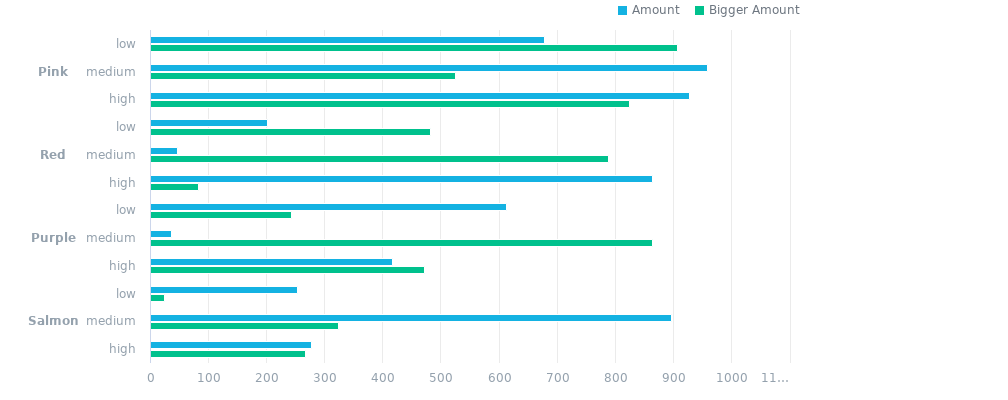 Amount Bigger Amount
low
Pink medium
high
low
Red medium
high
low
Purple medium
high
low
Salmon medium
high
0 100 200 300 400 500 600 700 800 900 1000 11...